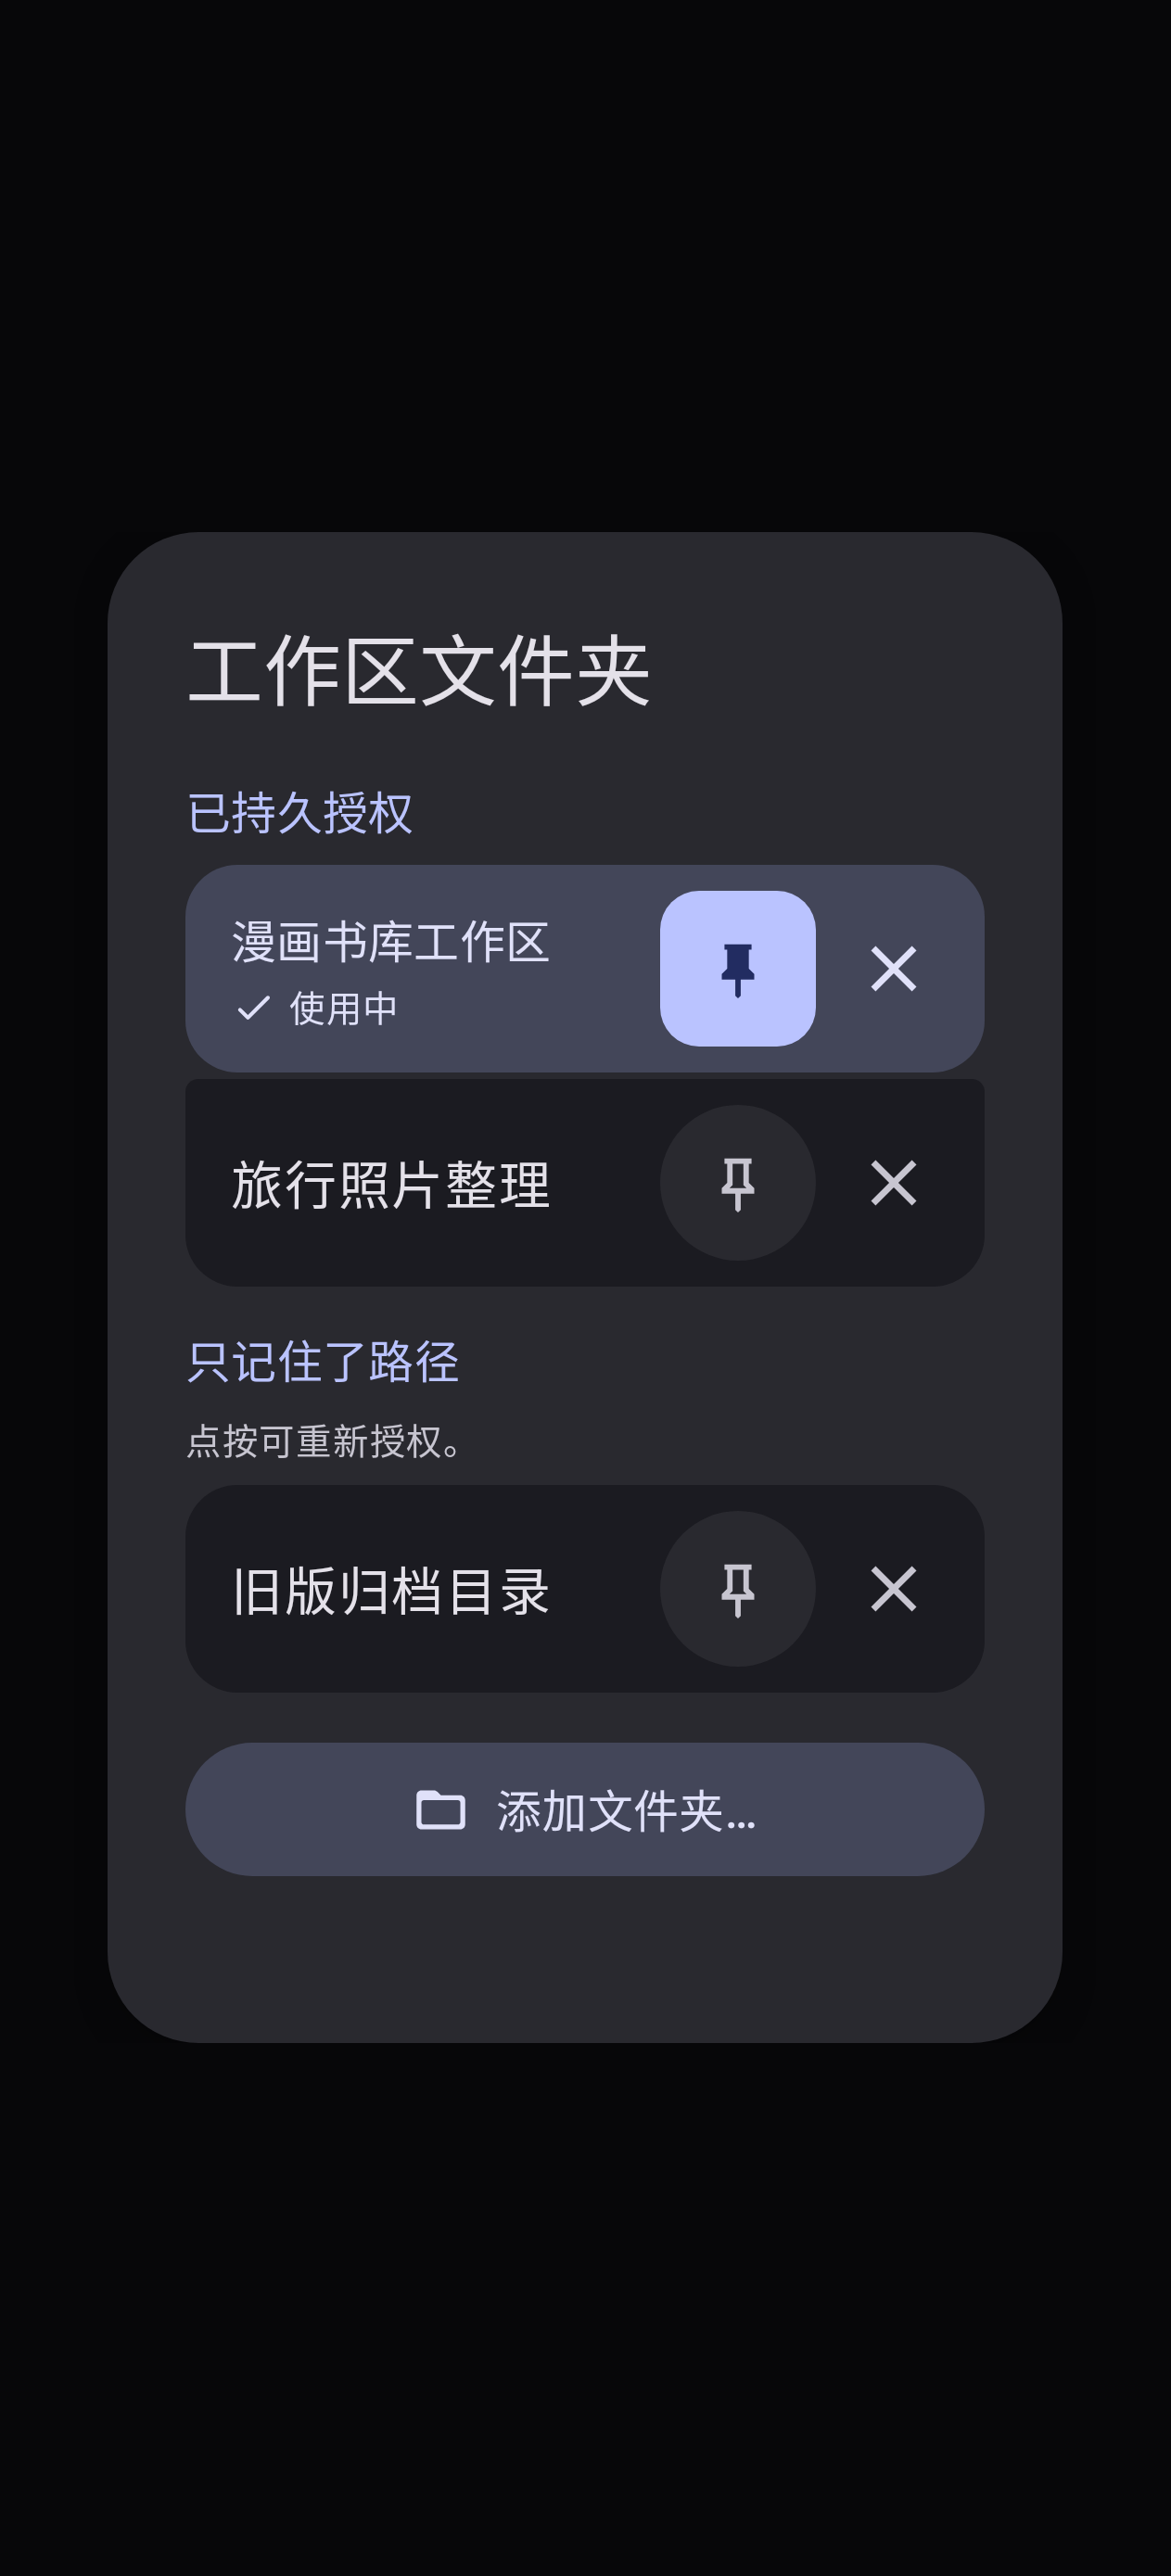 工作区文件夹
已持久授权
漫画书库工作区
使用中
旅行照片整理
只记住了路径
点按可重新授权。
旧版归档目录
添加文件夹…